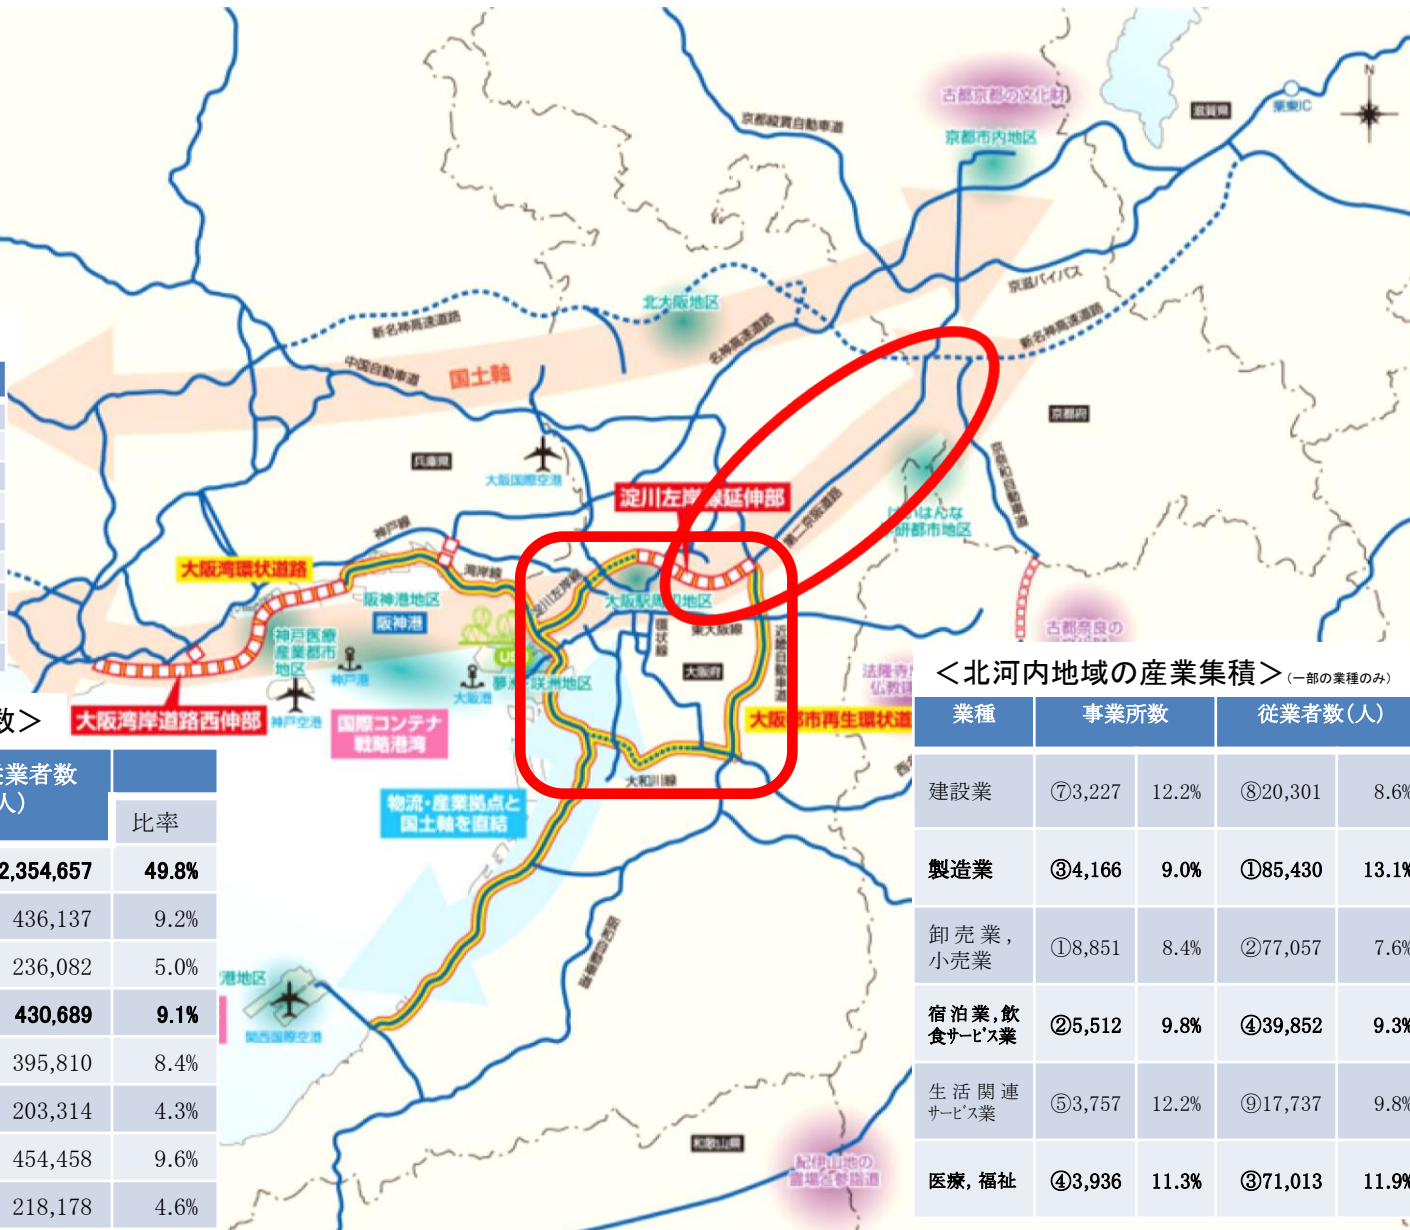 古都京都の文化財
京都縦貫自動車道
京都市内地区
滋賀県
栗東IC
N
京滋バイパス
北大阪地区
新名神高速道路
名神高速道路
新名神高速道路
中国自動車道
国土軸
京都府
兵庫県
大阪国際空港
淀川左岸線延伸部
京奈和自動車道
けいはんな
学研都市地区
第二京阪道路
神戸線
大阪湾環状道路
湾岸線
淀川左岸線
阪神港地区
阪神港
大阪駅周辺地区
環状線
東大阪線
近畿自動車道
古都奈良の
神戸医療
産業都市
地区
神戸港
大阪港
夢洲・咲洲地区
大阪府
法隆寺
仏教建
神戸空港
大阪湾岸道路西伸部
国際コンテナ
戦略港湾
大阪都市再生環状道
大和川線
物流・産業拠点と
国土軸を直結
阪和自動車道
港地区
関西国際空港
和歌山県
紀伊山地の
霊場と参詣道
数＞
従業者数
人）
比率
2,354,657 49.8%
436,137 9.2%
236,082 5.0%
430,689 9.1%
395,810 8.4%
203,314 4.3%
454,458 9.6%
218,178 4.6%
＜北河内地域の産業集積＞(一部の業種のみ)
業種 事業所数 従業者数(人)
建設業 ⑦3,227 12.2% ⑧20,301 8.6%
製造業 ③4,166 9.0% ①85,430 13.1%
卸売業，
小売業 ①8,851 8.4% ②77,057 7.6%
宿泊業，飲
食サービス業 ②5,512 9.8% ④39,852 9.3%
生活関連
サービス業 ⑤3,757 12.2% ⑨17,737 9.8%
医療，福祉 ④3,936 11.3% ③71,013 11.9%